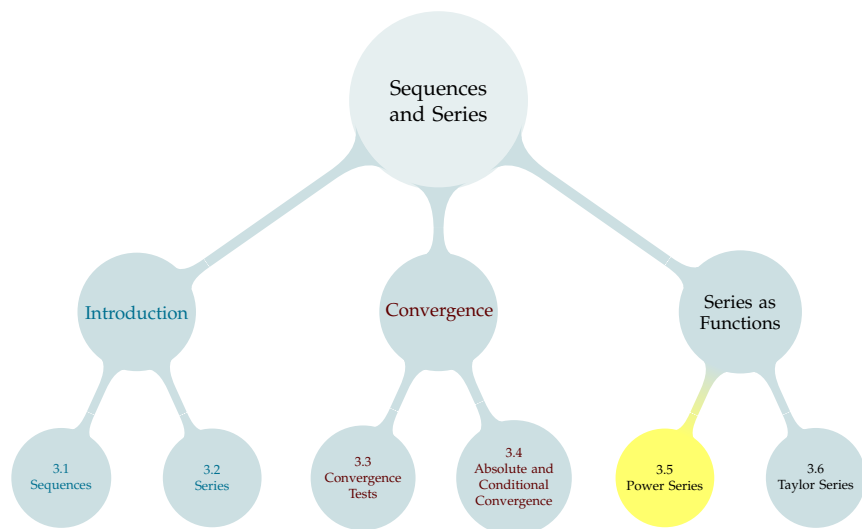 Sequences
and Series
Introduction
Convergence
Series as
Functions
3.1
Sequences
3.2
Series
3.3
Convergence
Tests
3.4
Absolute and
Conditional
Convergence
3.5
Power Series
3.6
Taylor Series